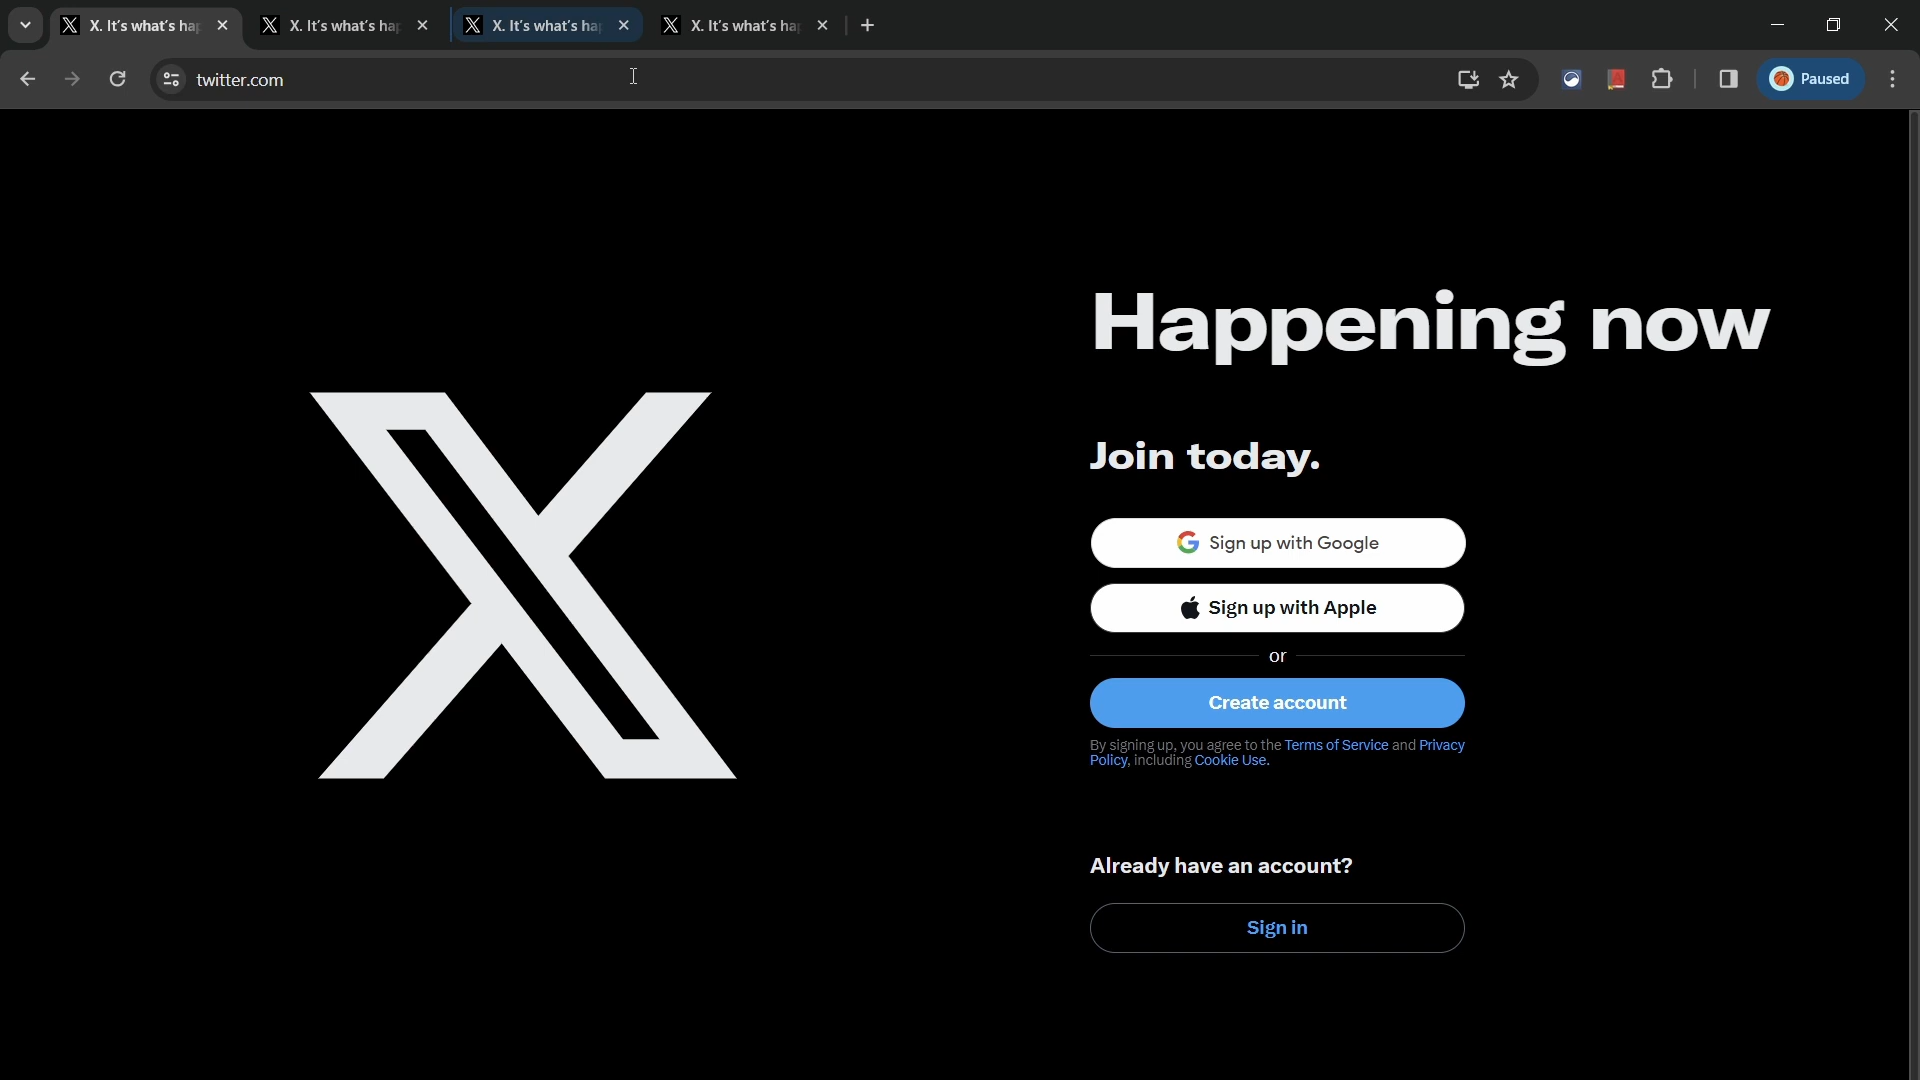 X. It's what's ha
X. It's what's ha
X. It's what's ha
X. It's what's ha
twitter.com
Paused
Happening now
Join today.
Sign up with Google
Sign up with Apple
or
Create account
By signing up, you agree to the Terms of Service and Privacy
Policy, including Cookie Use.
Already have an account?
Sign in